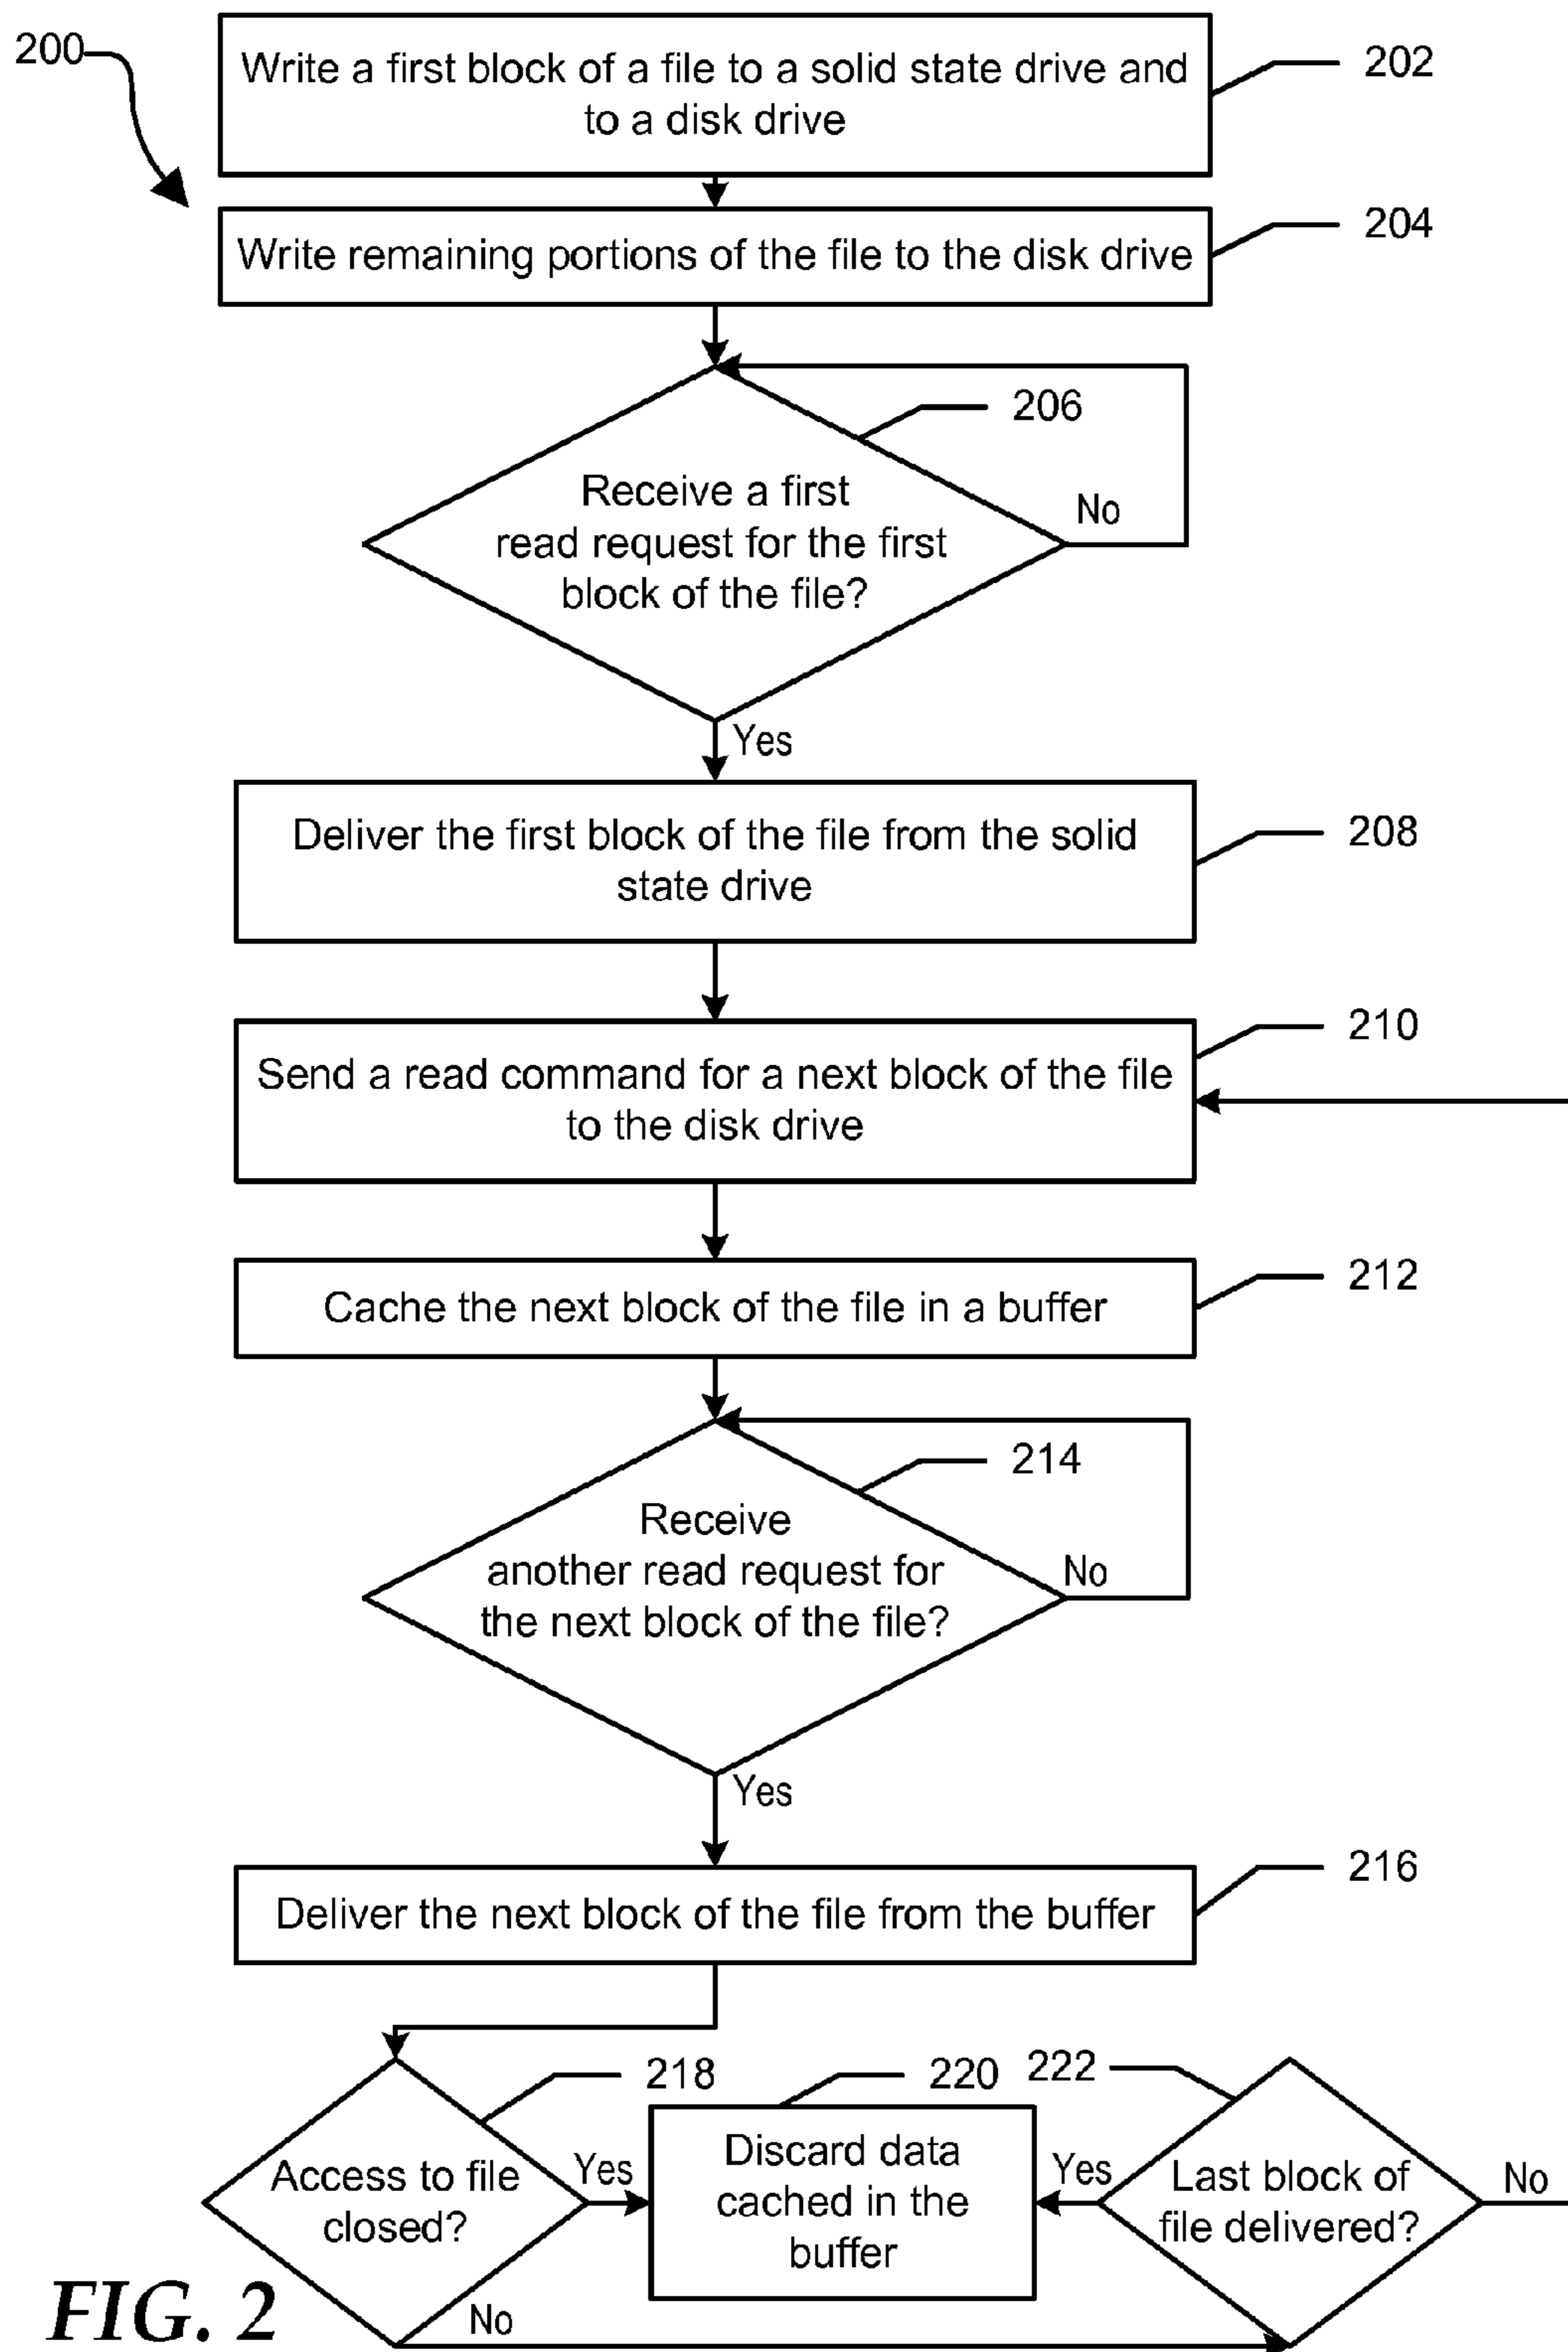 200
Write a first block of a file to a solid state drive and
to a disk drive
202
Write remaining portions of the file to the disk drive
204
206
Receive a first
read request for the first
block of the file?
No
Yes
Deliver the first block of the file from the solid
state drive
208
Send a read command for a next block of the file
to the disk drive
210
Cache the next block of the file in a buffer
212
214
Receive
another read request for
the next block of the file?
No
Yes
Deliver the next block of the file from the buffer
216
218
Access to file
closed?
Yes
No
220
Discard data
cached in the
buffer
222
Yes
Last block of
file delivered?
No
FIG. 2